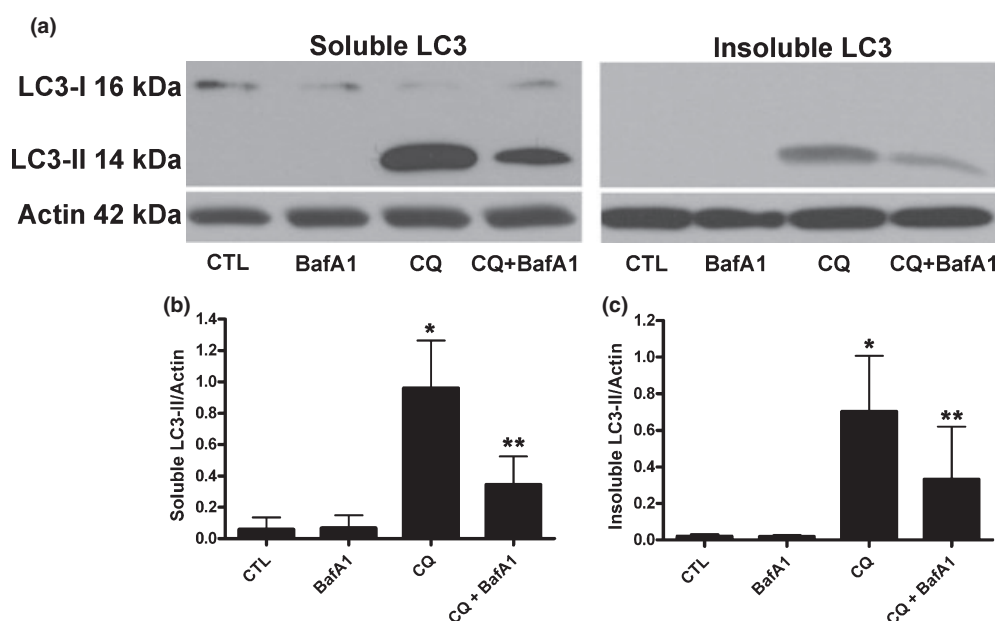 (a)
Soluble LC3
Insoluble LC3
LC3-I 16 kDa
LC3-II 14 kDa
Actin 42 kDa
CTL BafA1 CQ CQ+BafA1
CTL BafA1 CQ CQ+BafA1
(b)
Soluble LC3-II/Actin
1.4
1.2
1.0
0.8
0.6
0.4
0.2
0.0
*
**
CTL
BafA1
CQ
CQ + BafA1
(c)
Insoluble LC3-II/Actin
1.2
1.0
0.8
0.6
0.4
0.2
0.0
*
**
CTL
BafA1
CQ
CQ + BafA1